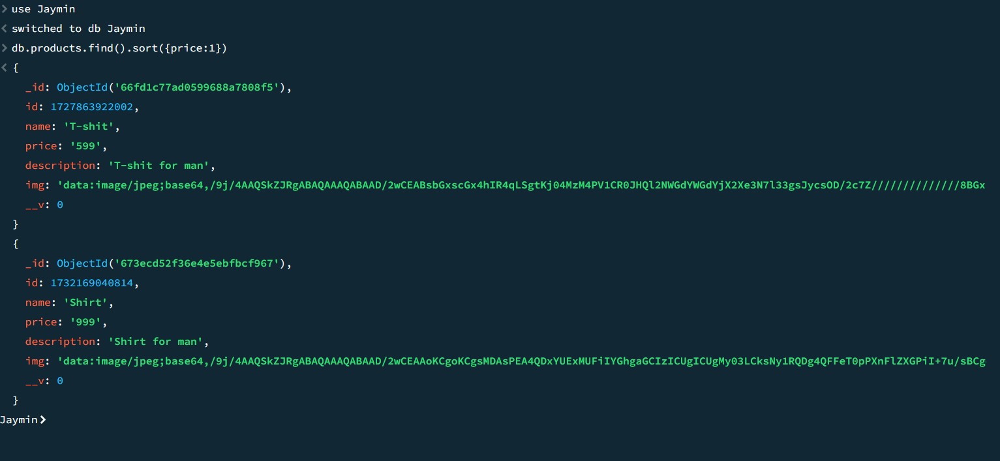 > use Jaymin
< switched to db Jaymin
> db.products.find().sort({price:1})
< {
_id: ObjectId('66fd1c77ad0599688a7808f5'),
id: 1727863922002,
name: 'T-shit',
price: '599',
description: 'T-shit for man',
img: 'data:image/jpeg;base64,/9j/4AAQSkZJRgABAQAAAQABAAD/2wCEABsbGxscGx4hIR4qLSgtKj04MzM4PV1CR0JHQl2NWGdYWGdYjX2Xe3N7l33gsJycsOD/2c7Z//////////////8BGx
__v: 0
}
{
_id: ObjectId('673ecd52f36e4e5ebfbcf967'),
id: 1732169040814,
name: 'Shirt',
price: '999',
description: 'Shirt for man',
img: 'data:image/jpeg;base64,/9j/4AAQSkZJRgABAQAAAQABAAD/2wCEAAoKCgoKCgsMDAsPEA4QDxYUExMUFiIYGhgaGCIzICUgICUgMy03LCksNy1RQDg4QFFeT0pPXnFlZXGPiI+7u/sBCg
__v: 0
}
Jaymin>